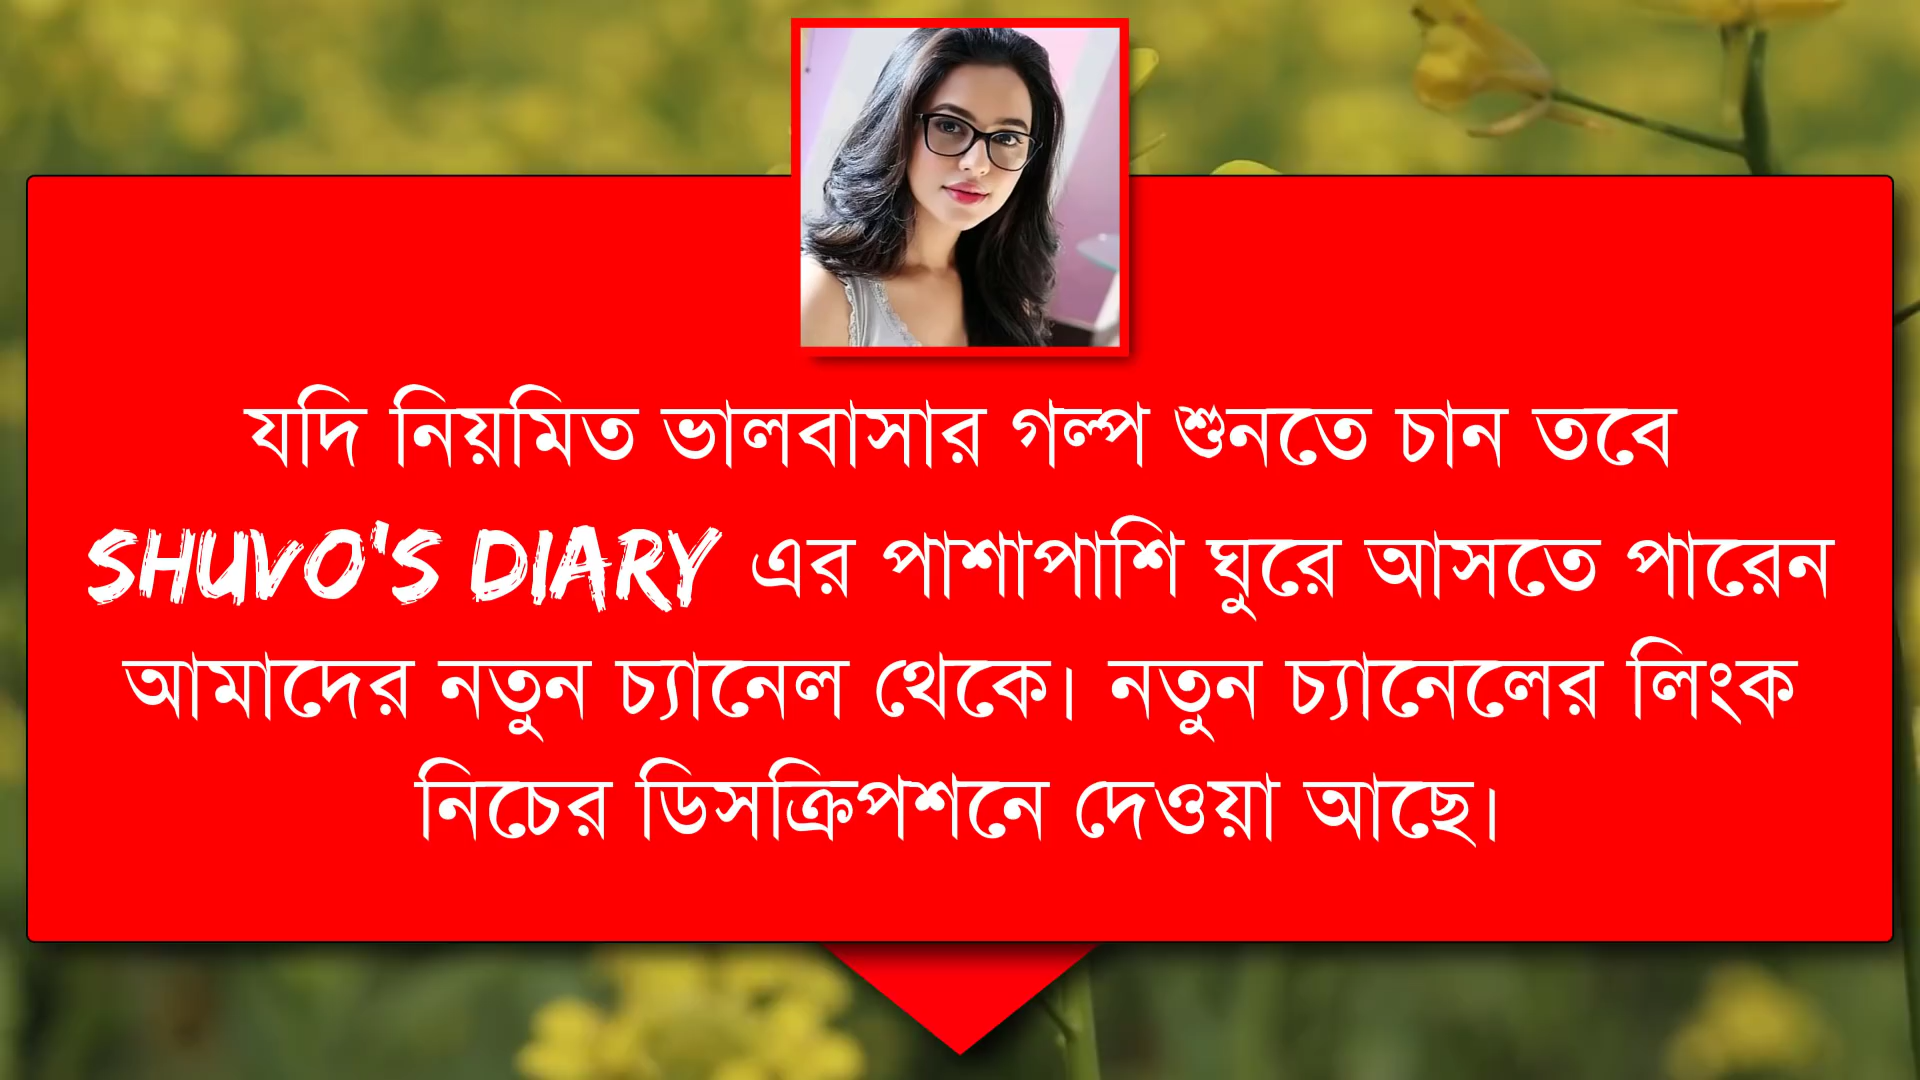 যদি নিয়মিত ভালবাসার গল্প শুনতে চান তবে
SHUVO'S DIARY এর পাশাপাশি ঘুরে আসতে পারেন
আমাদের নতুন চ্যানেল থেকে। নতুন চ্যানেলের লিংক
নিচের ডিসক্রিপশনে দেওয়া আছে।